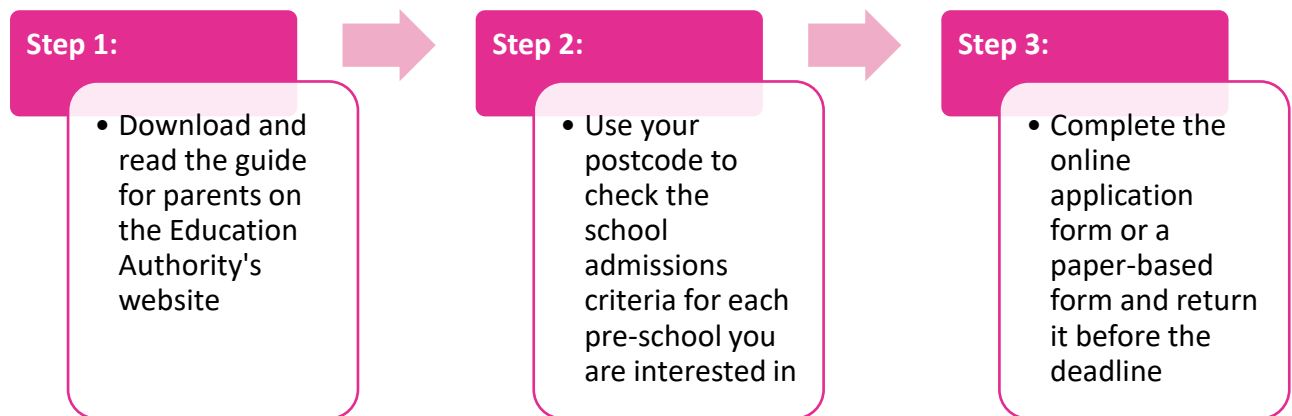 Step 1:
• Download and
read the guide
for parents on
the Education
Authority's
website
Step 2:
• Use your
postcode to
check the
school
admissions
criteria for each
pre-school you
are interested in
Step 3:
• Complete the
online
application
form or a
paper-based
form and return
it before the
deadline